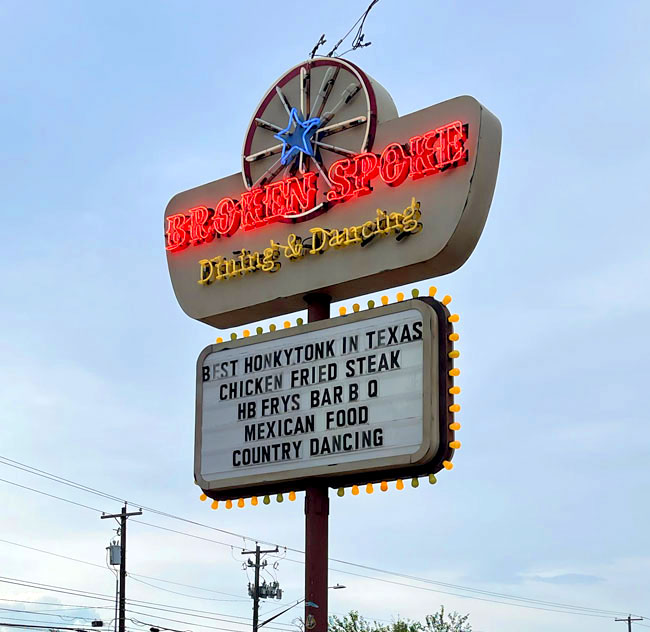 BROKEN SPOKE
Dining & Dancing
BEST HONKYTONK IN TEXAS
CHICKEN FRIED STEAK
HB FRYS BAR B Q
MEXICAN FOOD
COUNTRY DANCING